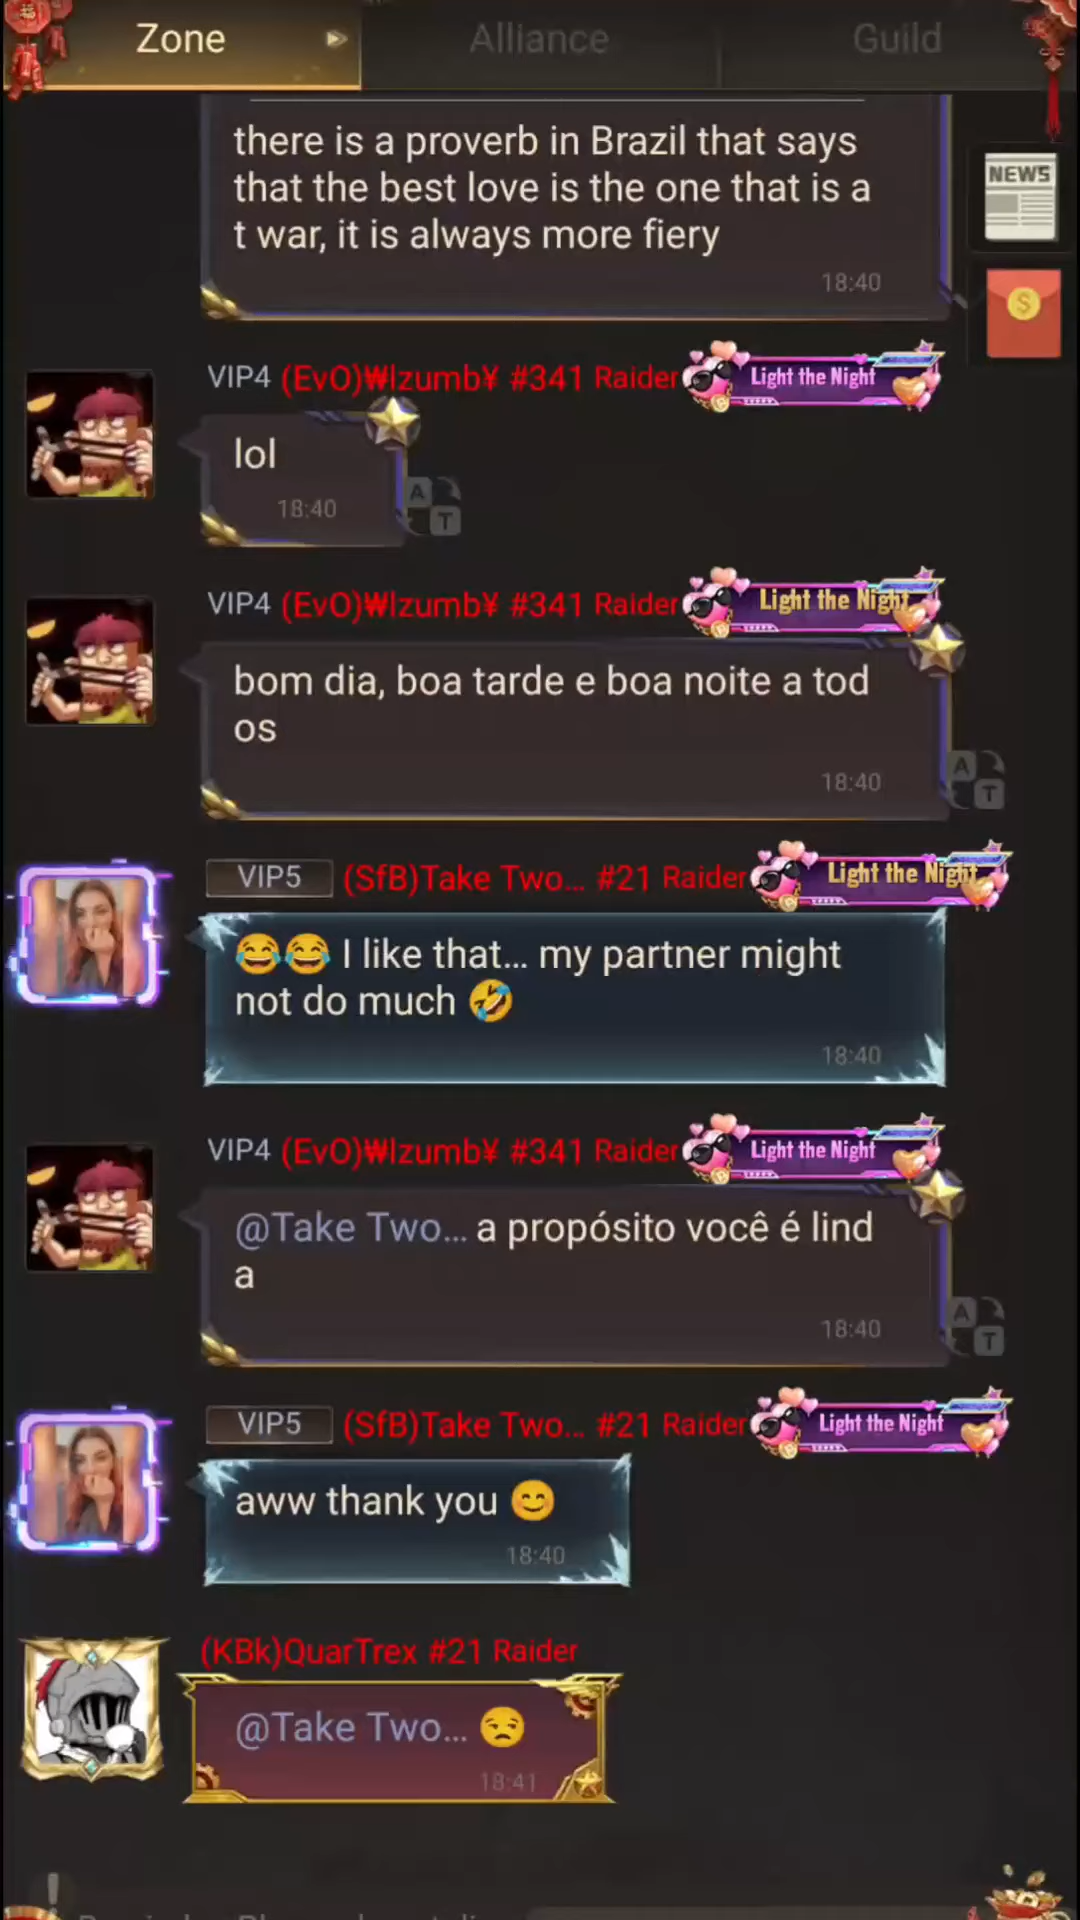 Zone
Alliance
Guild
there is a proverb in Brazil that says
that the best love is the one that is a
t war, it is always more fiery
18:40
NEWS
VIP4 (EvO)₩lzumb¥ #341 Raider Light the Night
lol
18:40
A
T
VIP4 (EvO)₩lzumb¥ #341 Raider Light the Night
bom dia, boa tarde e boa noite a tod
os
18:40
A
T
VIP5 (SfB)Take Two... #21 Raider Light the Night
😂😂 I like that... my partner might
not do much 🤣
18:40
VIP4 (EvO)₩lzumb¥ #341 Raider Light the Night
@Take Two... a propósito você é lind
a
18:40
A
T
VIP5 (SfB)Take Two... #21 Raider Light the Night
aww thank you 😊
18:40
(KBk)QuarTrex #21 Raider
@Take Two... 😒
18:41